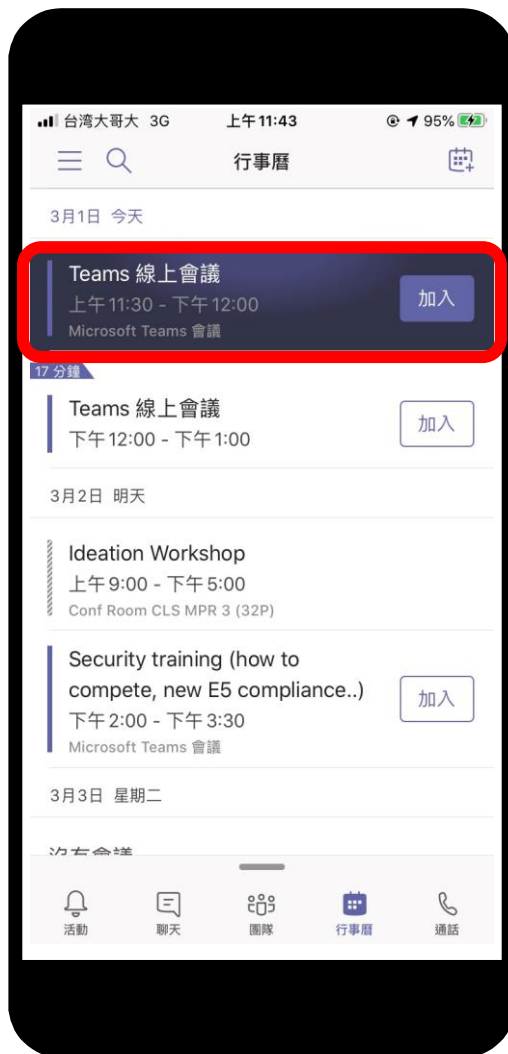 台湾大哥大 3G 上午11:43 95%
行事曆
3月1日 今天
Teams 線上會議
上午11:30 - 下午12:00
Microsoft Teams 會議
加入
17 分鐘
Teams 線上會議
下午12:00 - 下午1:00
加入
3月2日 明天
Ideation Workshop
上午9:00 - 下午5:00
Conf Room CLS MPR 3 (32P)
Security training (how to
compete, new E5 compliance..)
下午2:00 - 下午3:30
Microsoft Teams 會議
加入
3月3日 星期二
沒有會議
活動 聊天 團隊 行事曆 通話